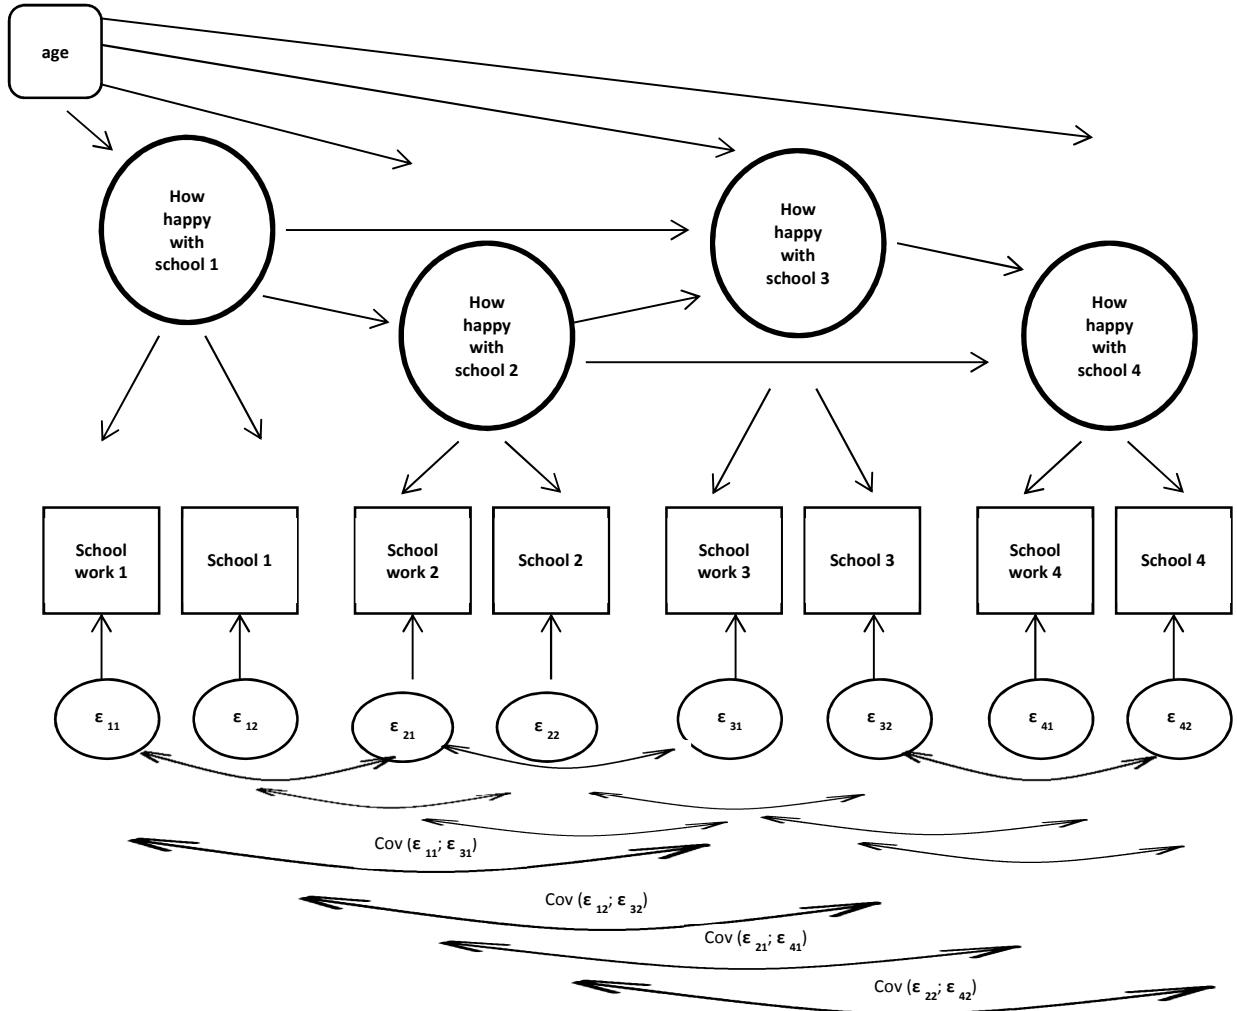 age
How
happy
with
school 1
How
happy
with
school 2
How
happy
with
school 3
How
happy
with
school 4
School
work 1
School 1
School
work 2
School 2
School
work 3
School 3
School
work 4
School 4
ε 11
ε 12
ε 21
ε 22
ε 31
ε 32
ε 41
ε 42
Cov (ε 11; ε 31)
Cov (ε 12; ε 32)
Cov (ε 21; ε 41)
Cov (ε 22; ε 42)